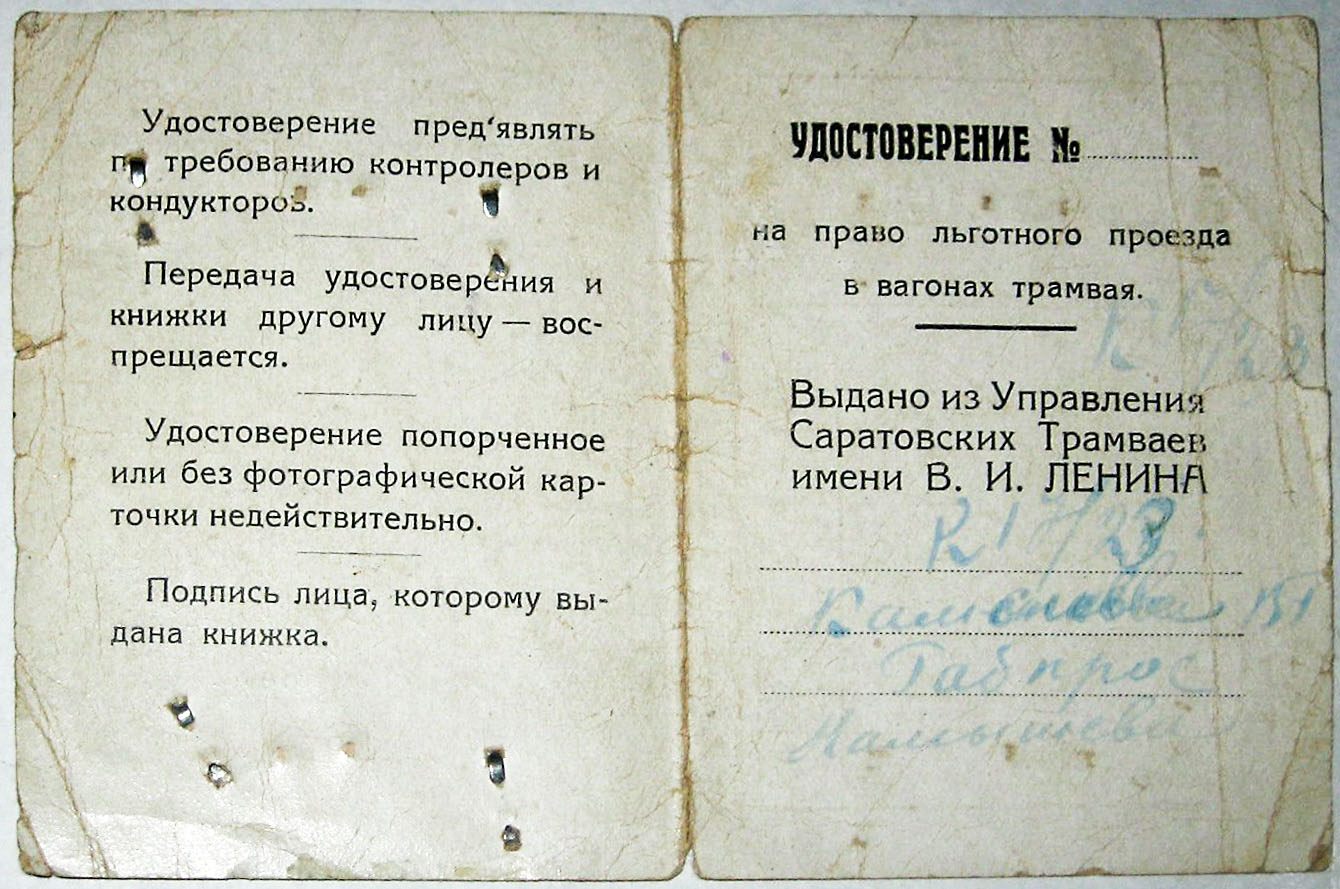 Удостоверение пред‘являть
по требованию контролеров и
кондукторов.
Передача удостоверения и
книжки другому лицу — вос-
прещается.
Удостоверение попорченное
или без фотографической кар-
точки недействительно.
Подпись лица, которому вы-
дана книжка.
УДОСТОВЕРЕНИЕ №
на право льготного проезда
в вагонах трамвая.
Выдано из Управления
Саратовских Трамваев
имени В. И. ЛЕНИНА